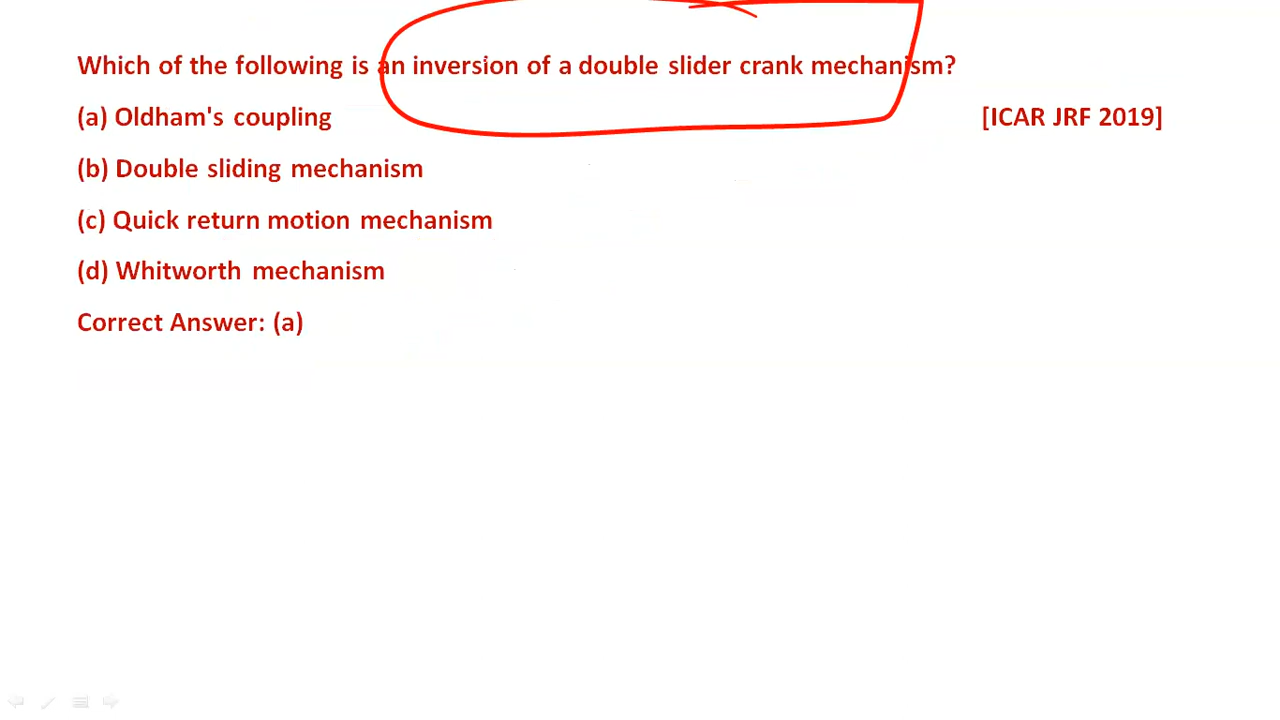 Which of the following is an inversion of a double slider crank mechanism?
(a) Oldham's coupling [ICAR JRF 2019]
(b) Double sliding mechanism
(c) Quick return motion mechanism
(d) Whitworth mechanism
Correct Answer: (a)